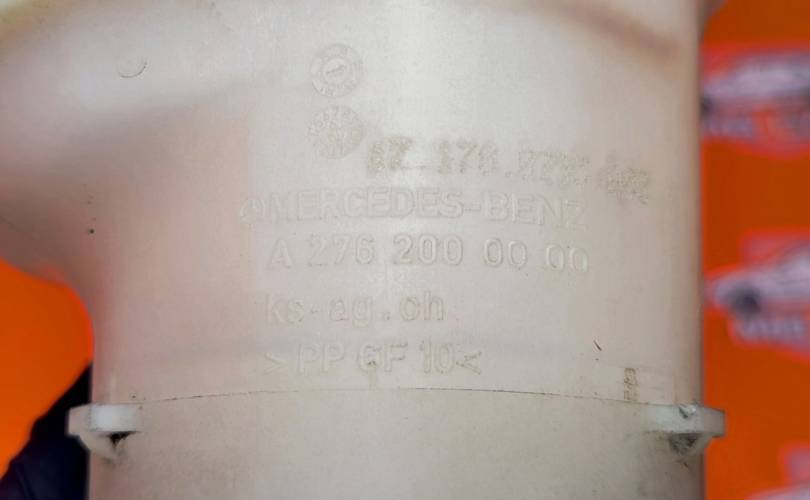 MERCEDES-BENZ
A 276 200 00 00
ks-ag.ch
>PP GF 10<